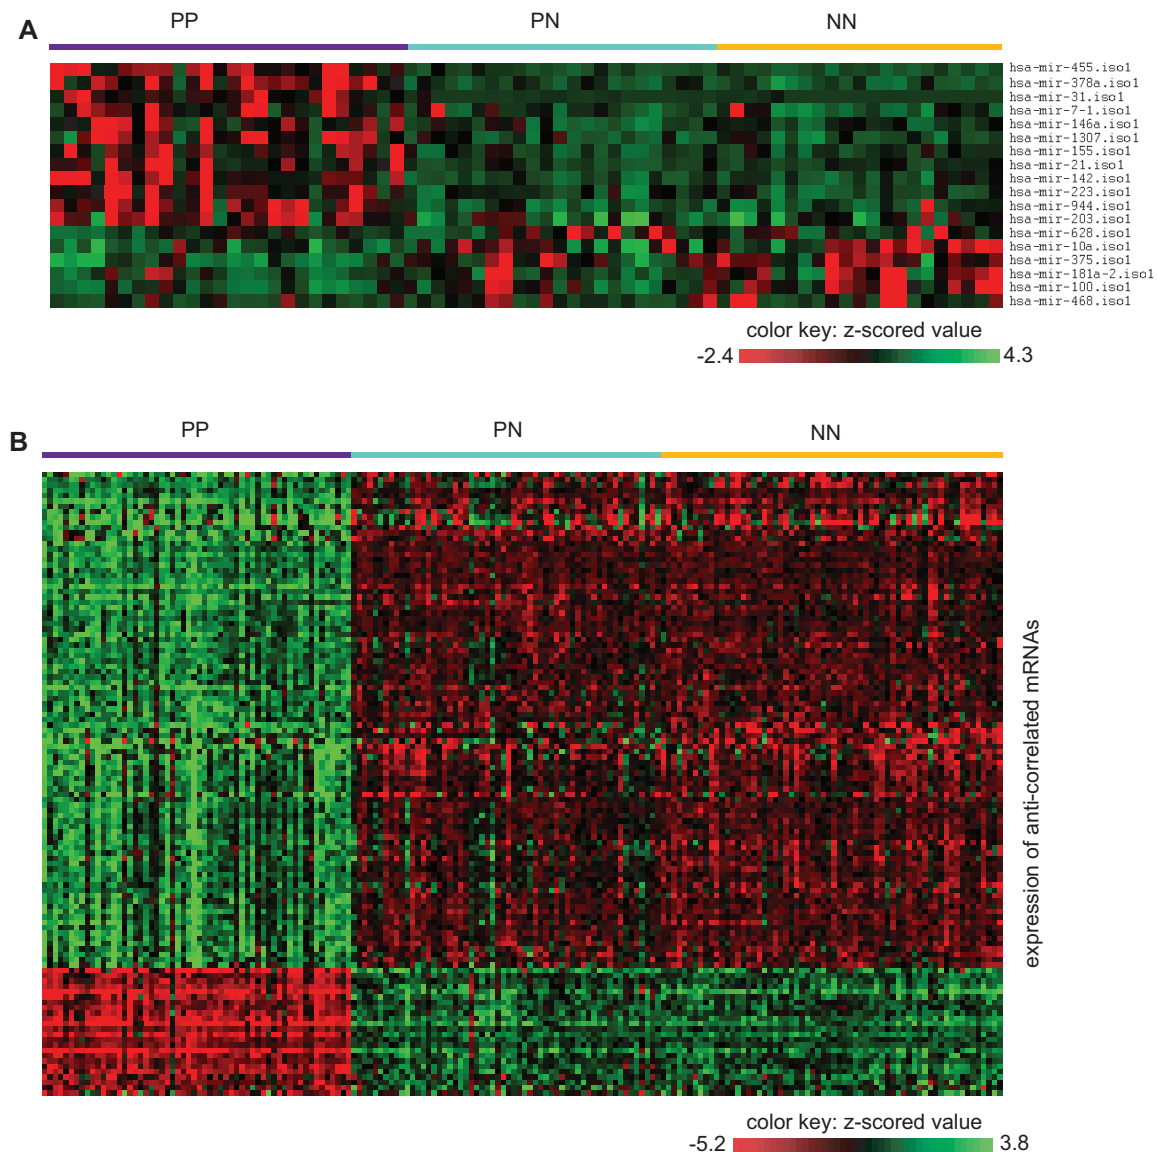 A
PP PN NN
hsa-mir-455.iso1
hsa-mir-378a.iso1
hsa-mir-31.iso1
hsa-mir-7-1.iso1
hsa-mir-146a.iso1
hsa-mir-1307.iso1
hsa-mir-155.iso1
hsa-mir-21.iso1
hsa-mir-142.iso1
hsa-mir-223.iso1
hsa-mir-944.iso1
hsa-mir-203.iso1
hsa-mir-628.iso1
hsa-mir-10a.iso1
hsa-mir-375.iso1
hsa-mir-181a-2.iso1
hsa-mir-100.iso1
hsa-mir-468.iso1
color key: z-scored value
-2.4 4.3
B
PP PN NN
expression of anti-correlated mRNAs
color key: z-scored value
-5.2 3.8